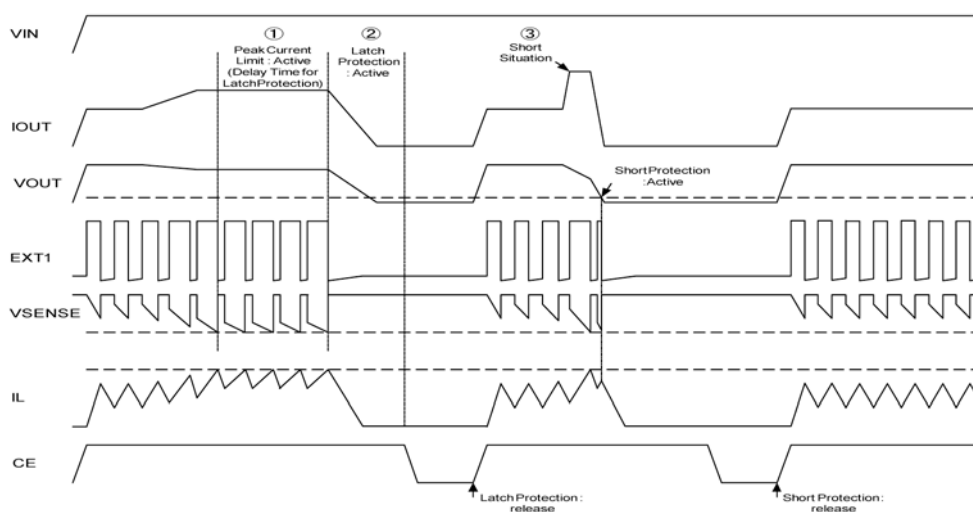 VIN
①
Peak Current
Limit : Active
(Delay Time for
LatchProtection)
②
Latch
Protection
: Active
③
Short
Situation
IOUT
VOUT
ShortProtection
:Active
EXT1
VSENSE
IL
CE
Latch Protection :
release
Short Protection:
release